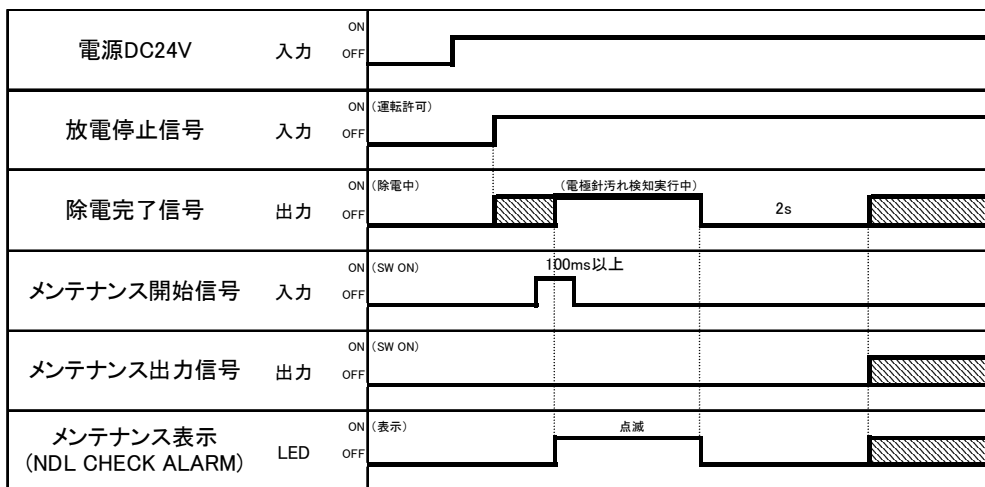 電源DC24V 入力 ON OFF
放電停止信号 入力 ON (運転許可) OFF
除電完了信号 出力 ON (除電中) (電極針汚れ検知実行中) OFF 2s
メンテナンス開始信号 入力 ON (SW ON) 100ms以上 OFF
メンテナンス出力信号 出力 ON (SW ON) OFF
メンテナンス表示
(NDL CHECK ALARM) LED ON (表示) 点滅 OFF